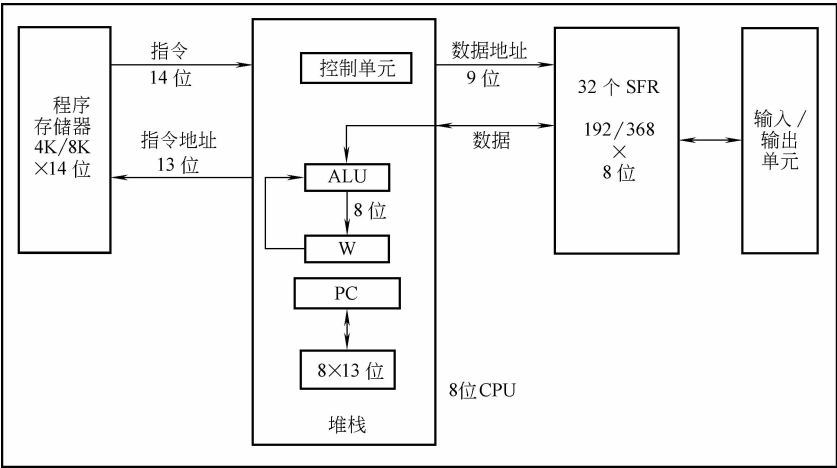 程序
存储器
4K/8K
×14 位
指令
14 位
指令地址
13 位
控制单元
ALU
8 位
W
PC
8×13 位
堆栈
数据地址
9 位
数据
8位CPU
32 个 SFR
192/368
×
8 位
输入/
输出
单元